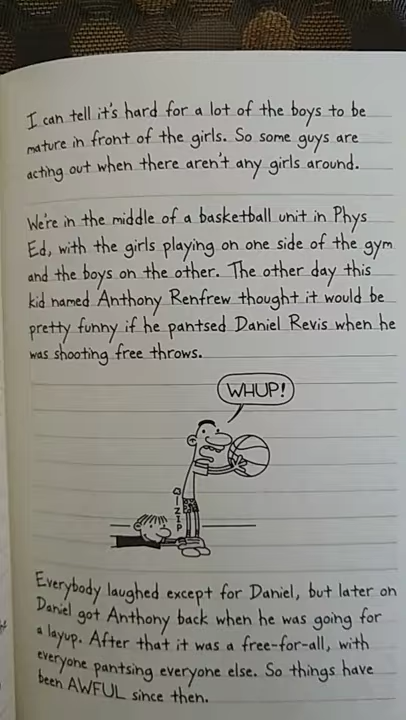 I can tell it's hard for a lot of the boys to be
mature in front of the girls. So some guys are
acting out when there aren't any girls around.
We're in the middle of a basketball unit in Phys
Ed, with the girls playing on one side of the gym
and the boys on the other. The other day this
kid named Anthony Renfrew thought it would be
pretty funny if he pantsed Daniel Revis when he
was shooting free throws.
WHUP!
ZIP
Everybody laughed except for Daniel, but later on
Daniel got Anthony back when he was going for
a layup. After that it was a free-for-all, with
everyone pantsing everyone else. So things have
been AWFUL since then.